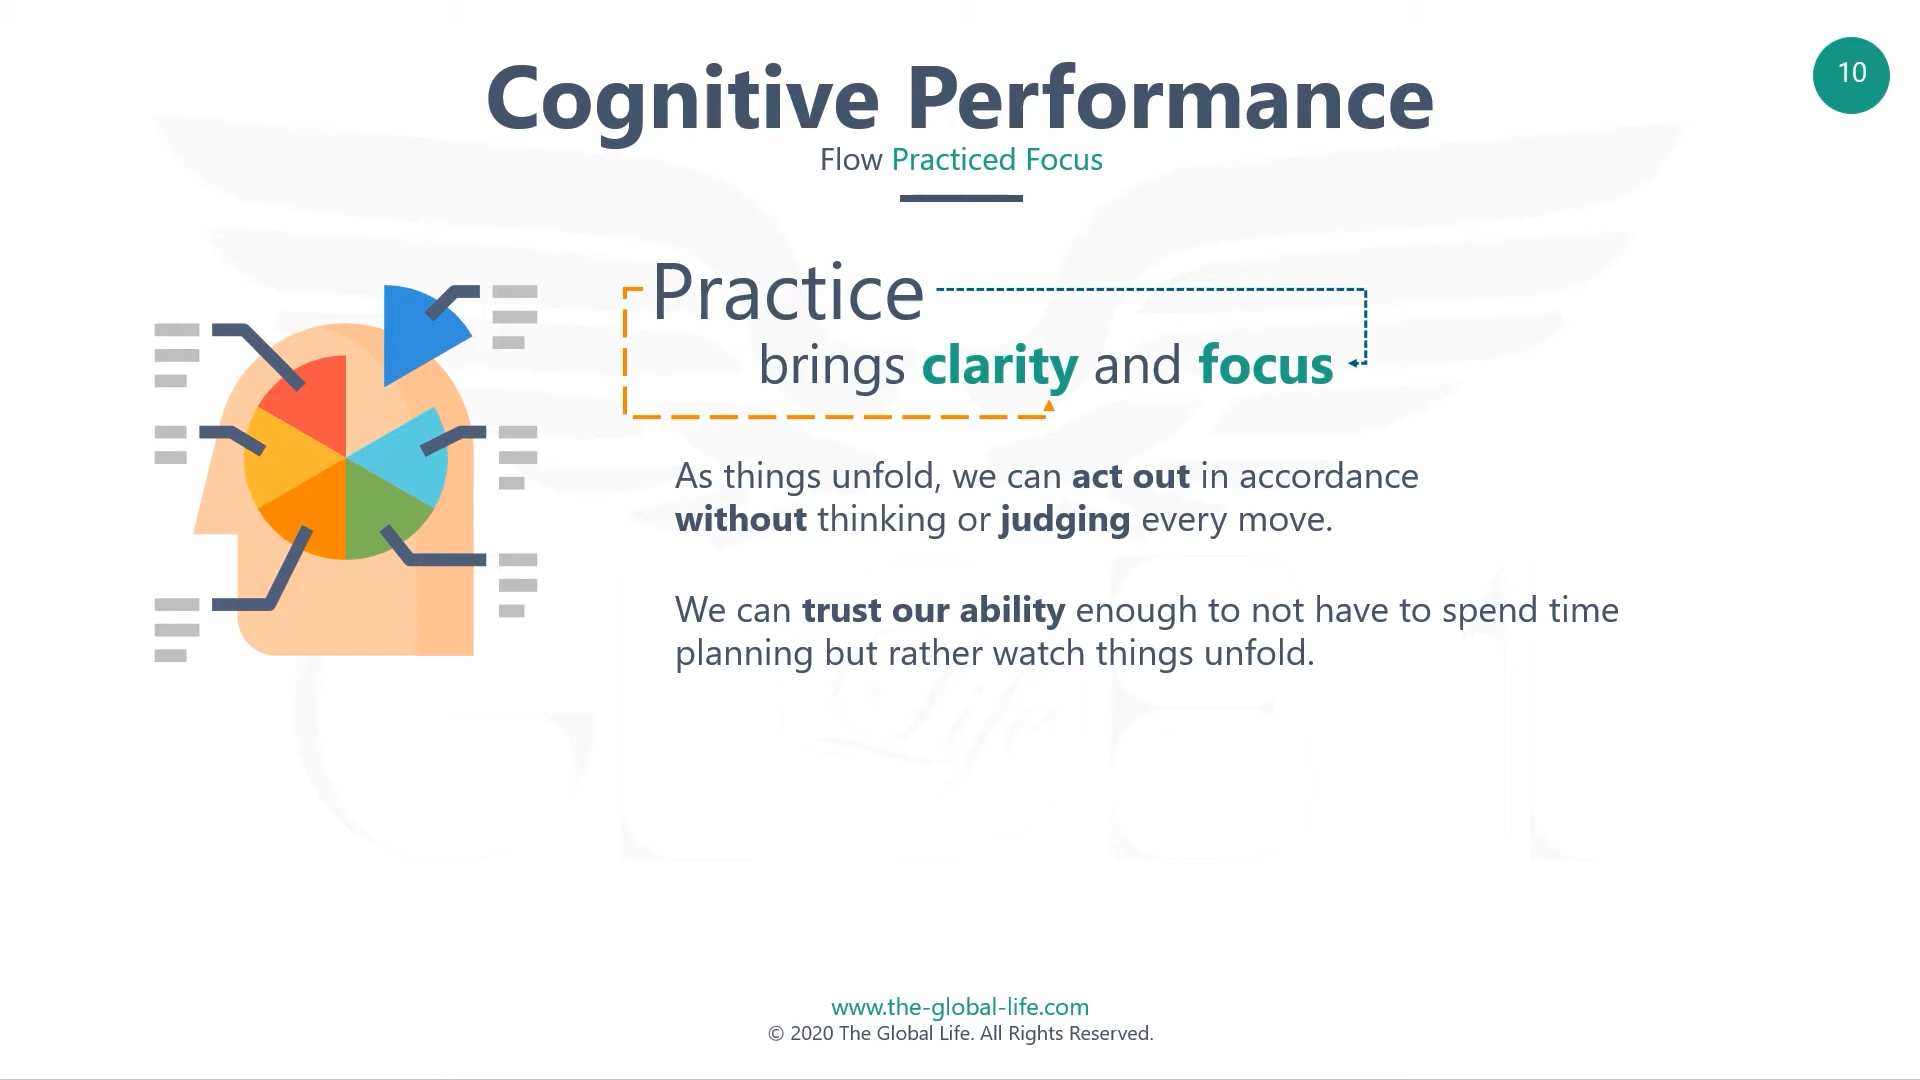 10
Cognitive Performance
Flow Practiced Focus
Practice
brings clarity and focus
As things unfold, we can act out in accordance
without thinking or judging every move.
We can trust our ability enough to not have to spend time
planning but rather watch things unfold.
Life
www.the-global-life.com
© 2020 The Global Life. All Rights Reserved.